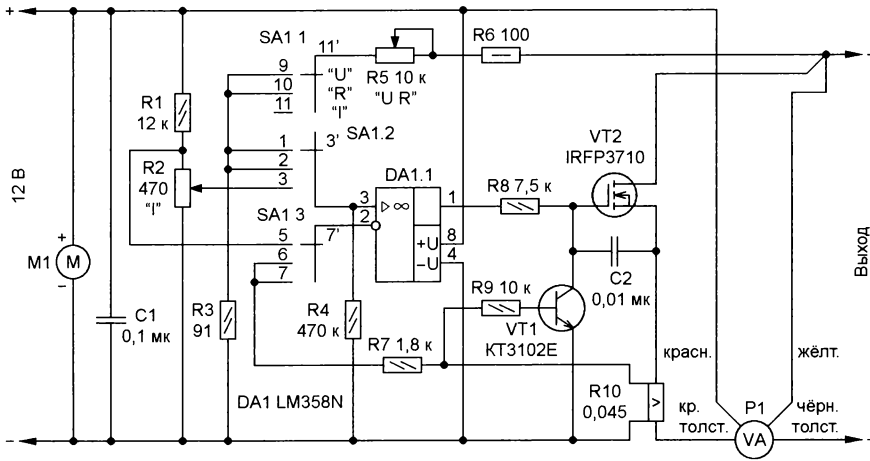 +
SA1 1
11'
R6 100
9
"U"
R5 10 к
10
"R"
"U R"
11
"I"
R1
12 к
1
3'
SA1.2
VT2
IRFP3710
2
R2
470
"I"
3
DA1.1
3
▷ ∞
1
R8 7,5 к
2
12 В
SA1 3
5
7'
+U
8
6
−U
4
7
M1
+
M
−
R9 10 к
C2
0,01 мк
Выход
C1
0,1 мк
R3
91
R4
470 к
VT1
КТ3102Е
R7 1,8 к
красн.
жёлт.
DA1 LM358N
R10
0,045
>
кр.
толст.
P1
VA
чёрн.
толст.
−
−